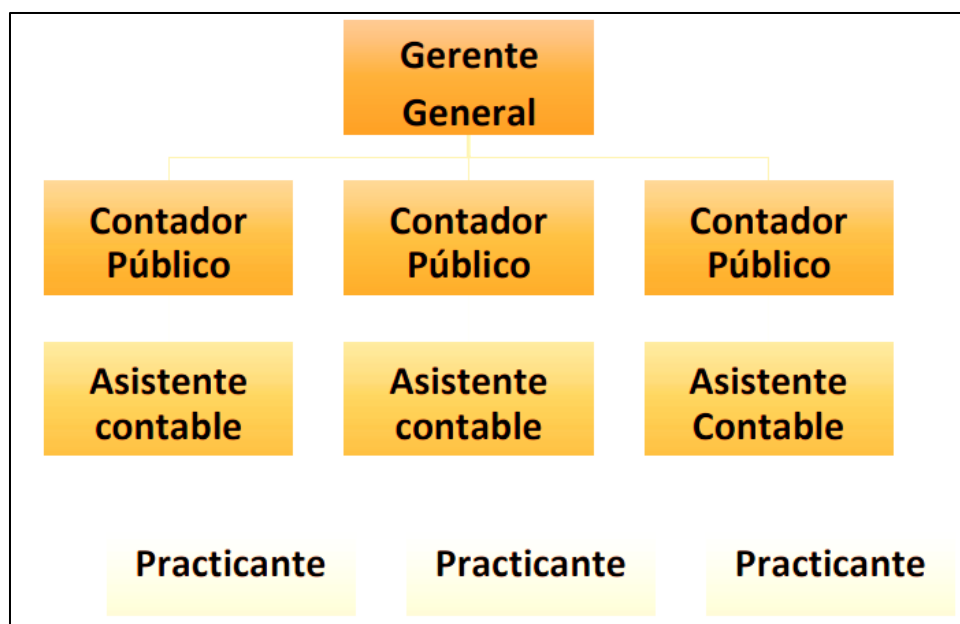 Gerente
General
Contador
Público
Contador
Público
Contador
Público
Asistente
contable
Asistente
contable
Asistente
Contable
Practicante
Practicante
Practicante